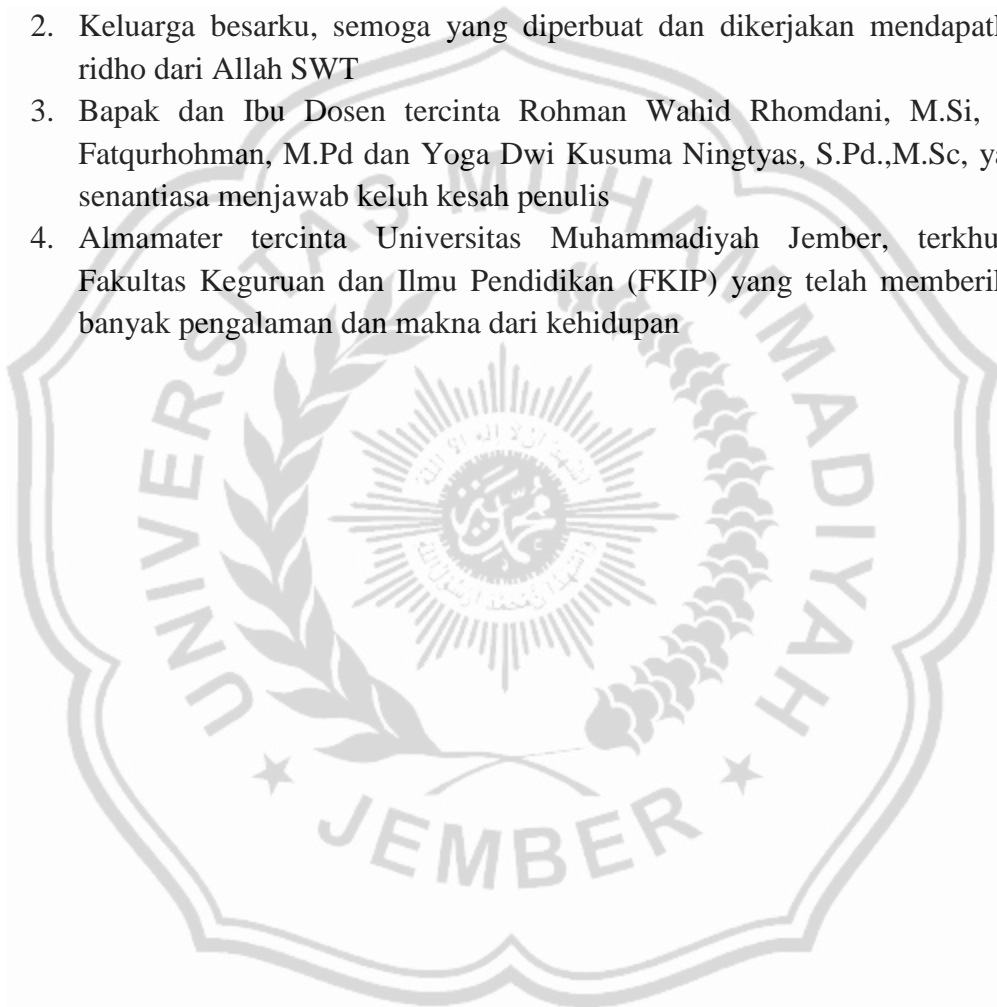 2. Keluarga besarku, semoga yang diperbuat dan dikerjakan mendapat
ridho dari Allah SWT
3. Bapak dan Ibu Dosen tercinta Rohman Wahid Rhomdani, M.Si,
Fatqurhohman, M.Pd dan Yoga Dwi Kusuma Ningtyas, S.Pd.,M.Sc, ya
senantiasa menjawab keluh kesah penulis
4. Almamater tercinta Universitas Muhammadiyah Jember, terkhu
Fakultas Keguruan dan Ilmu Pendidikan (FKIP) yang telah memberi
banyak pengalaman dan makna dari kehidupan
UNIVERSITAS MUHAMMADIYAH
JEMBER